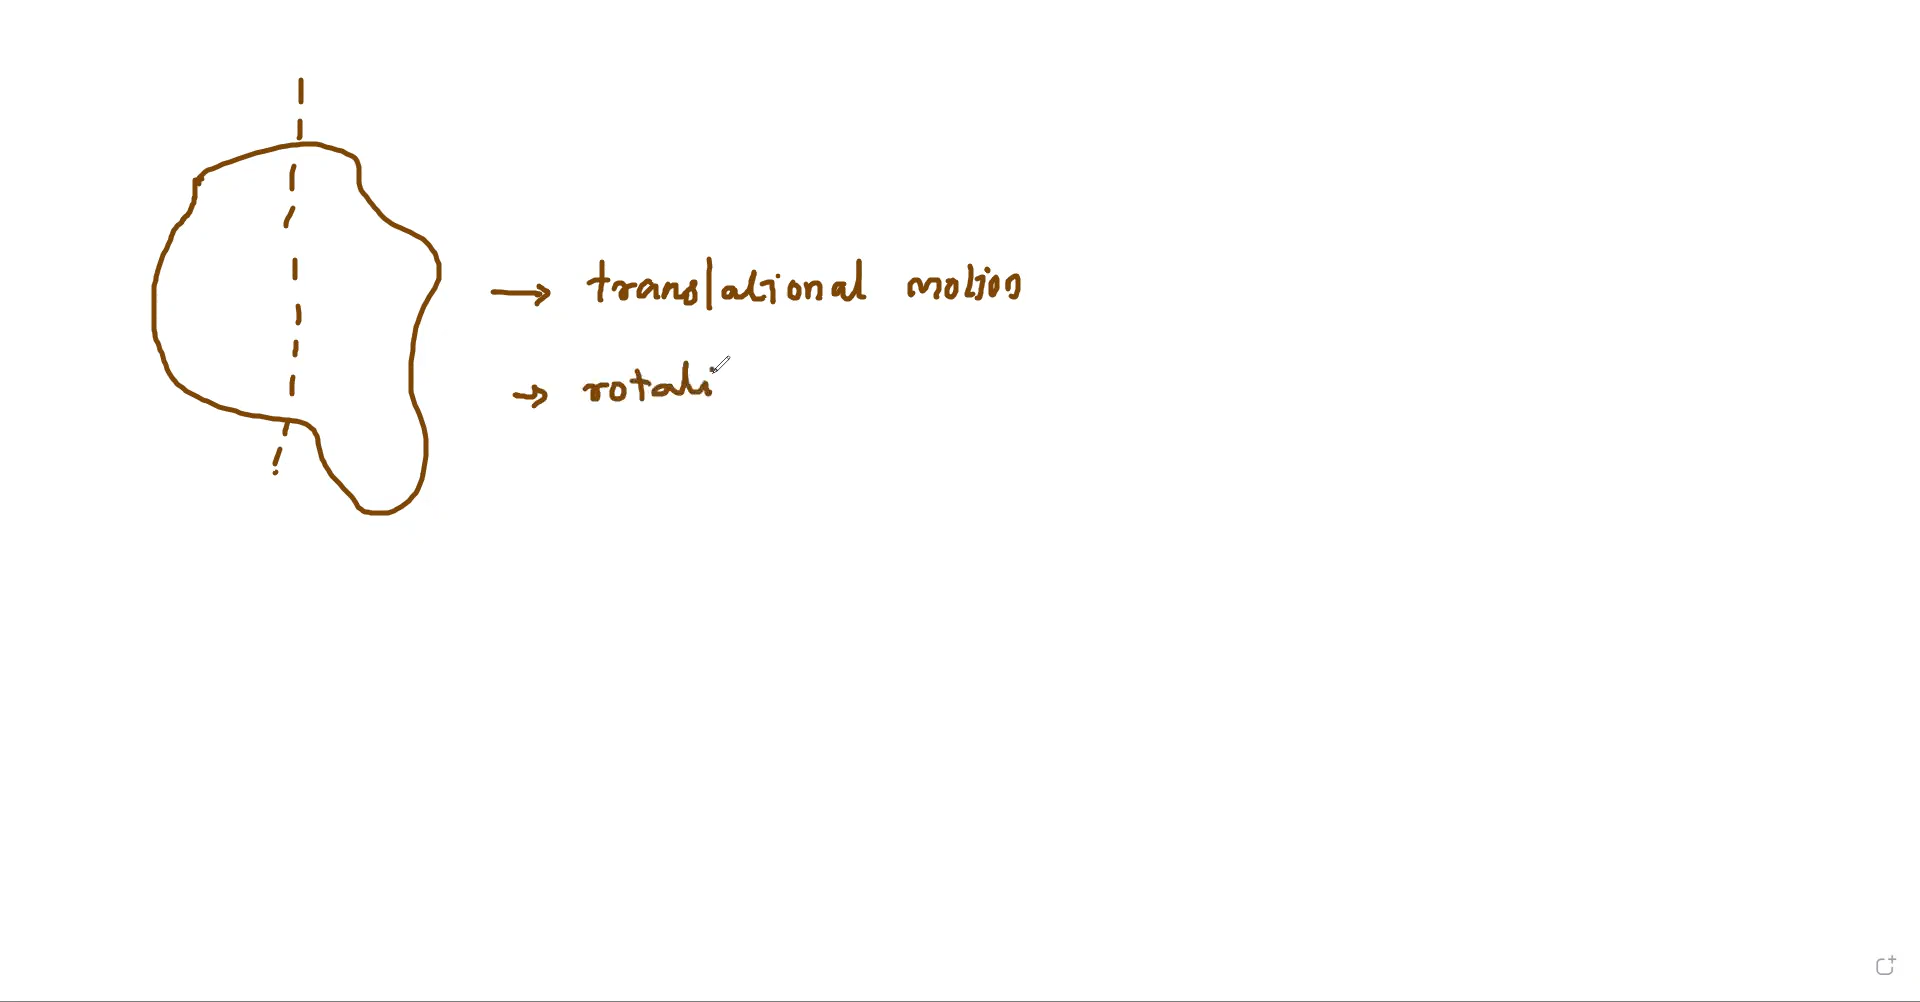 → translational motion
→ rotati